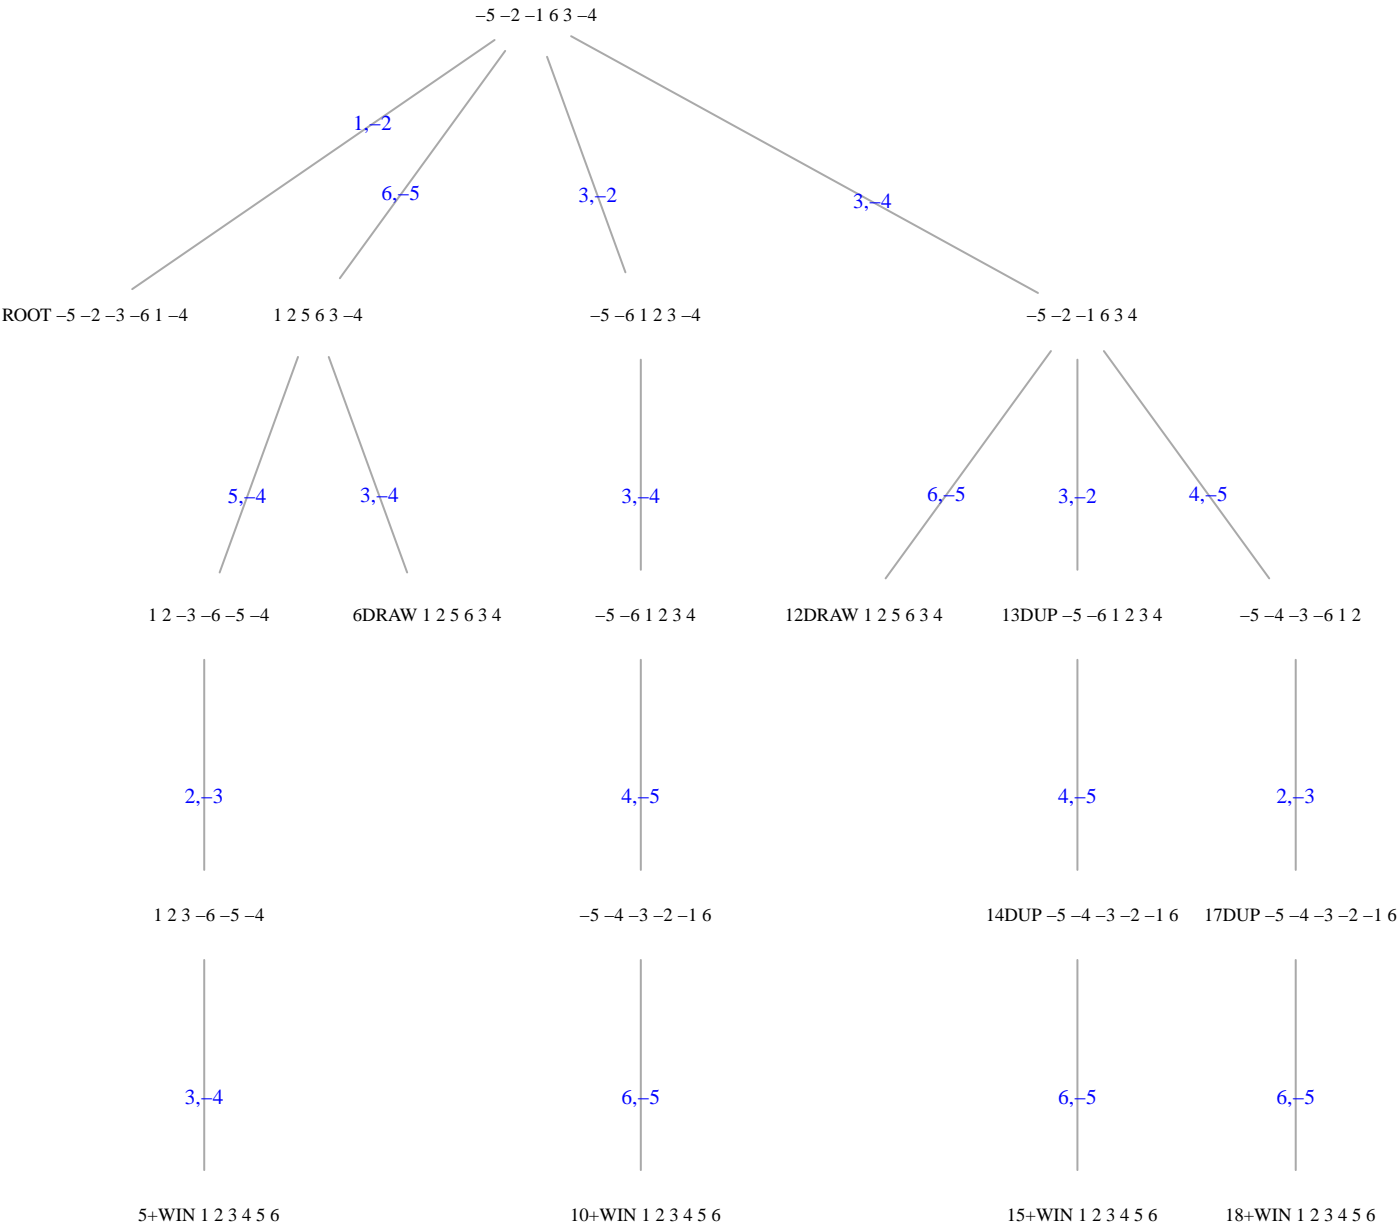 –5 –2 –1 6 3 –4
1,–2
6,–5
3,–2
3,–4
ROOT –5 –2 –3 –6 1 –4
1 2 5 6 3 –4
–5 –6 1 2 3 –4
–5 –2 –1 6 3 4
5,–4
3,–4
3,–4
6,–5
3,–2
4,–5
1 2 –3 –6 –5 –4
6DRAW 1 2 5 6 3 4
–5 –6 1 2 3 4
12DRAW 1 2 5 6 3 4
13DUP –5 –6 1 2 3 4
–5 –4 –3 –6 1 2
2,–3
4,–5
4,–5
2,–3
1 2 3 –6 –5 –4
–5 –4 –3 –2 –1 6
14DUP –5 –4 –3 –2 –1 6
17DUP –5 –4 –3 –2 –1 6
3,–4
6,–5
6,–5
6,–5
5+WIN 1 2 3 4 5 6
10+WIN 1 2 3 4 5 6
15+WIN 1 2 3 4 5 6
18+WIN 1 2 3 4 5 6